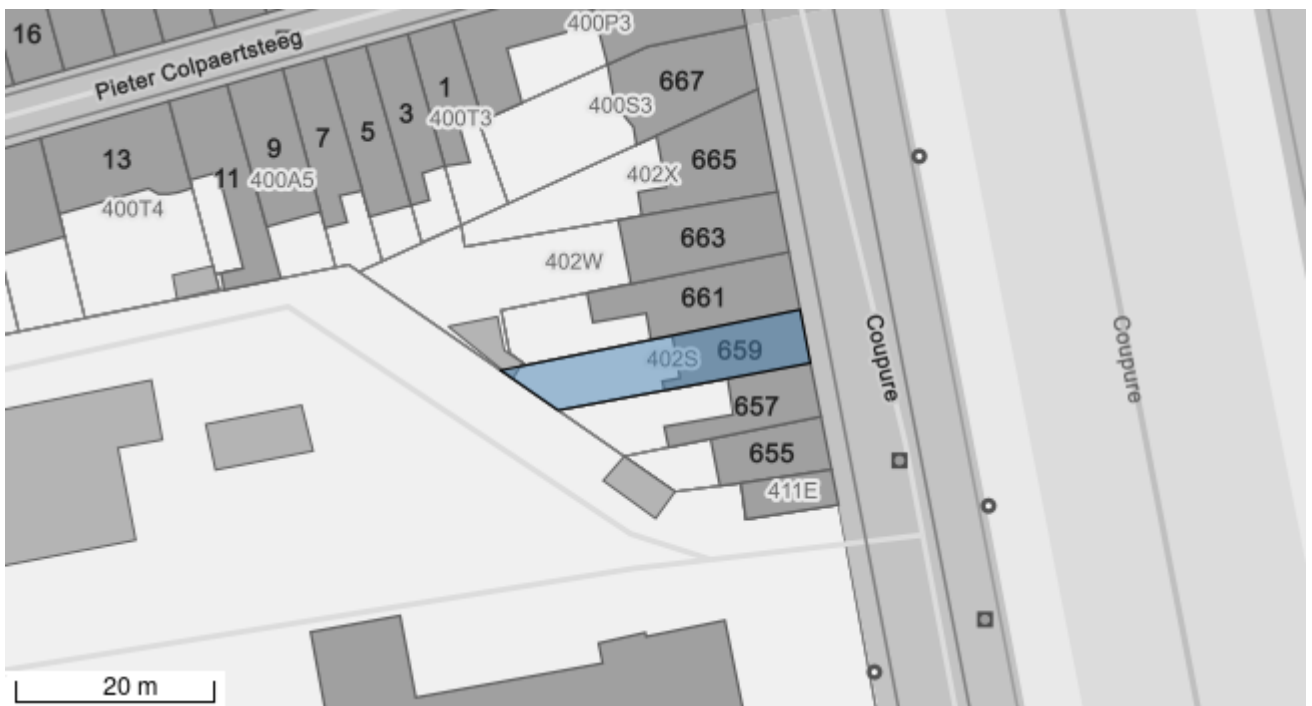 16
Pieter Colpaertsteeg
400P3
667
400S3
1
400T3
3
5
7
9
400A5
11
13
400T4
665
402X
663
402W
661
659
402S
657
655
411E
Coupure
Coupure
20 m